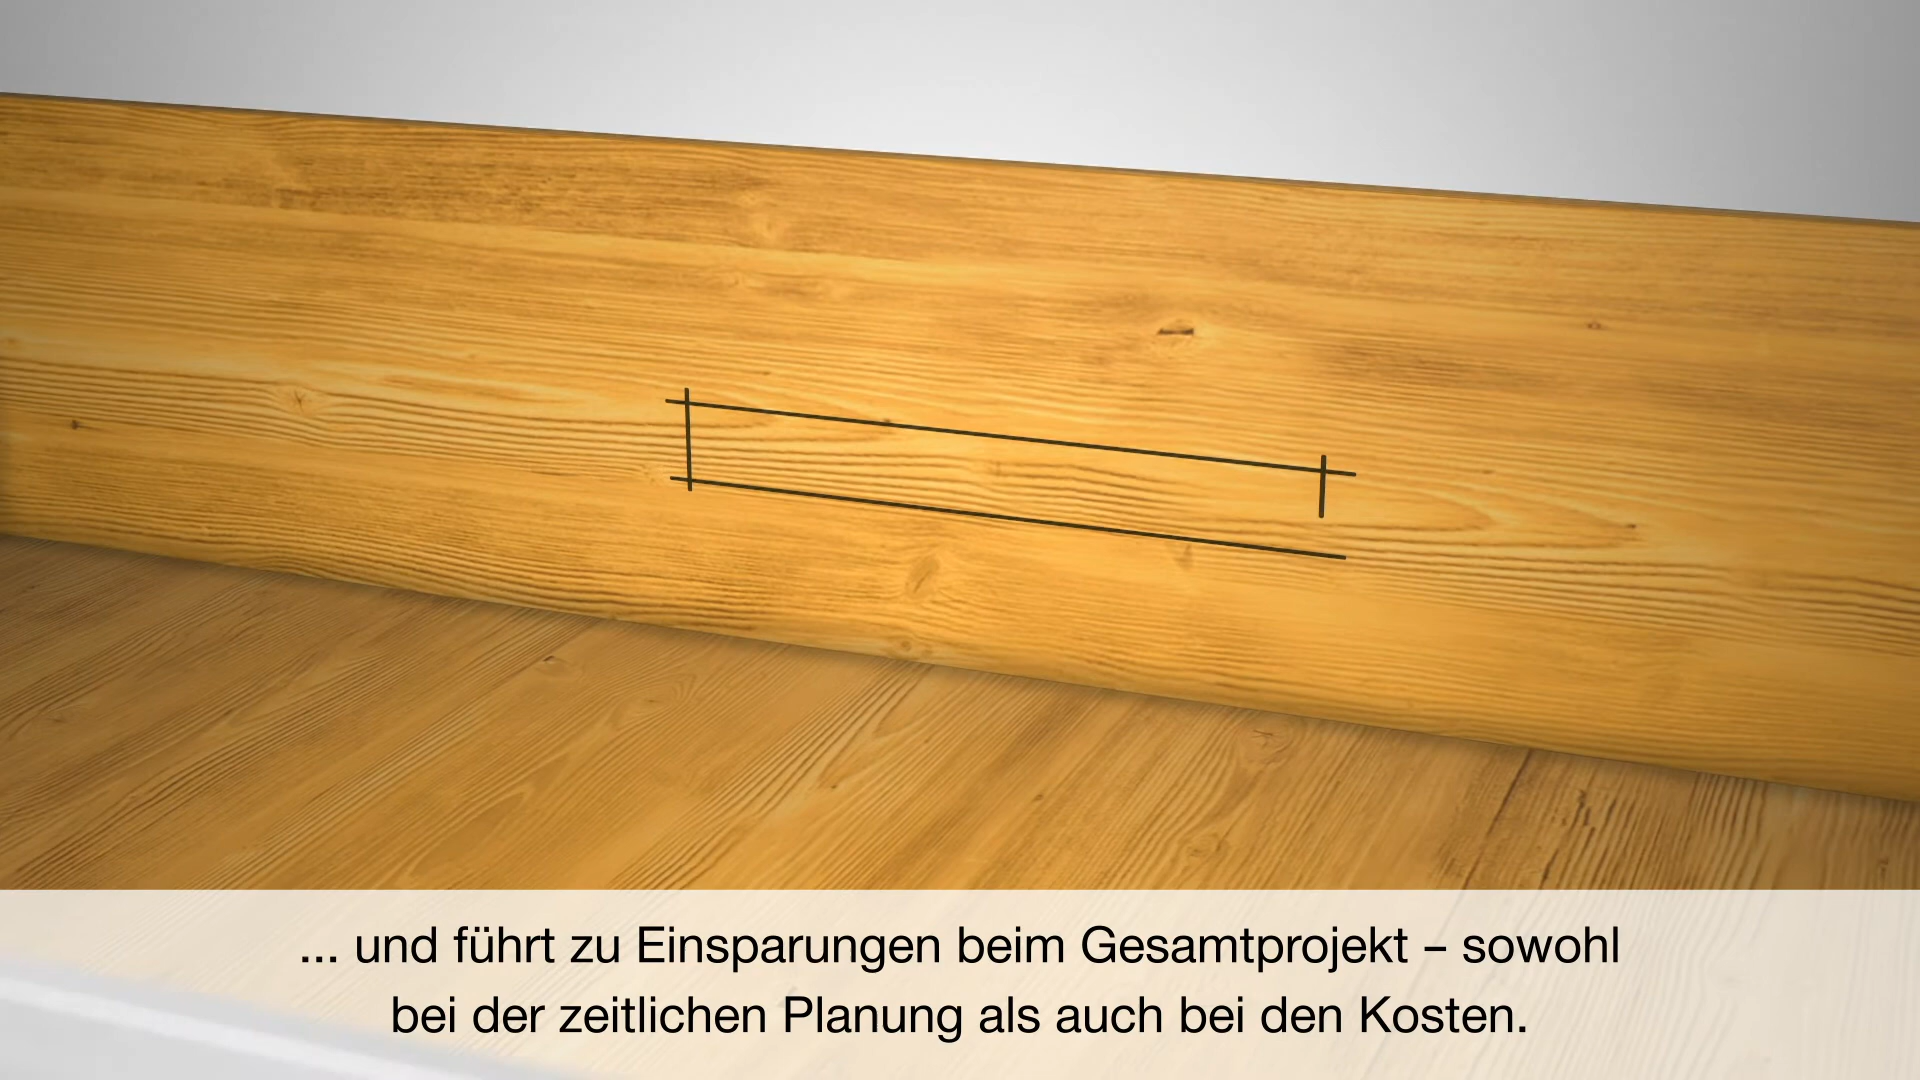 ... und führt zu Einsparungen beim Gesamtprojekt – sowohl
bei der zeitlichen Planung als auch bei den Kosten.